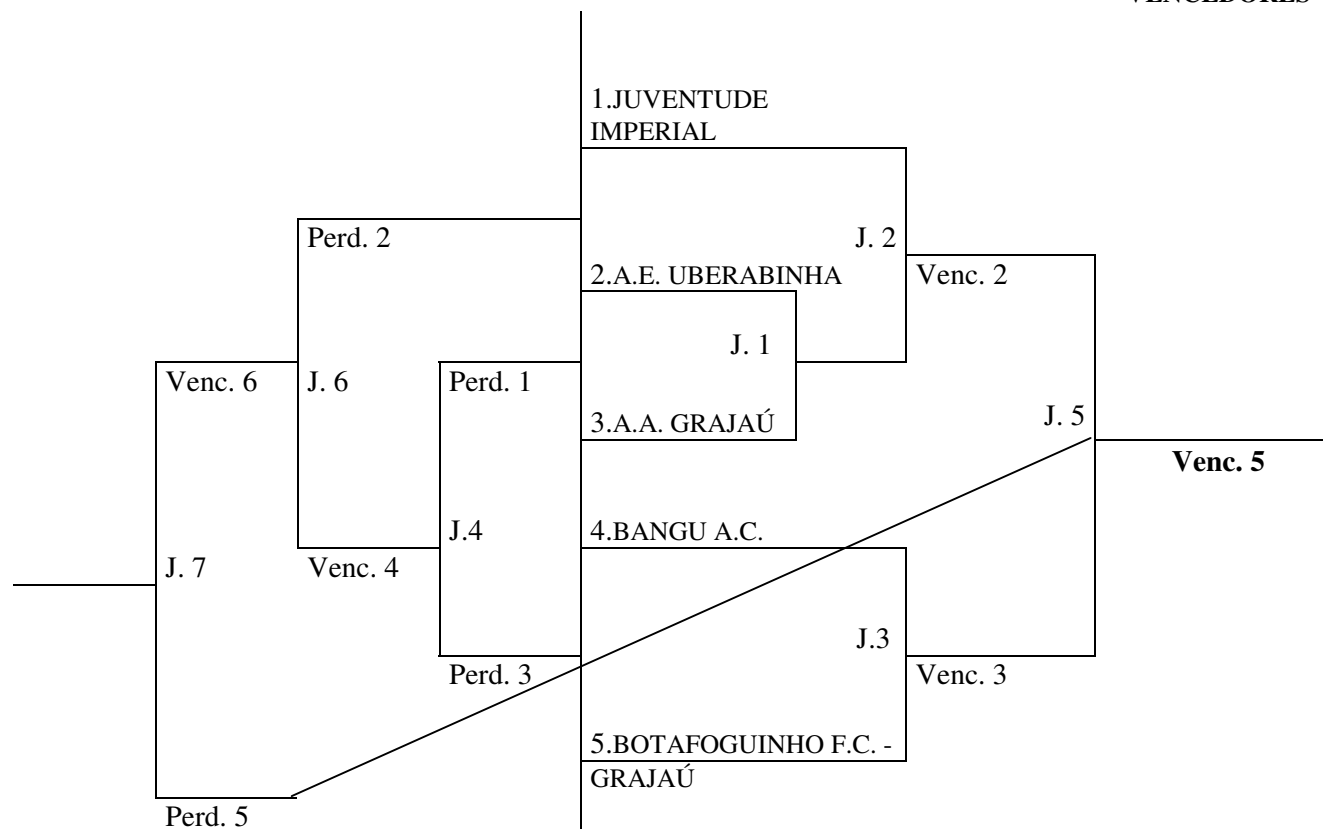 VENCEDORES
1.JUVENTUDE
IMPERIAL
Perd. 2
J. 2
2.A.E. UBERABINHA
Venc. 2
J. 1
Venc. 6
J. 6
Perd. 1
3.A.A. GRAJAÚ
J. 5
Venc. 5
J.4
4.BANGU A.C.
J. 7
Venc. 4
J.3
Perd. 3
Venc. 3
5.BOTAFOGUINHO F.C. -
GRAJAÚ
Perd. 5